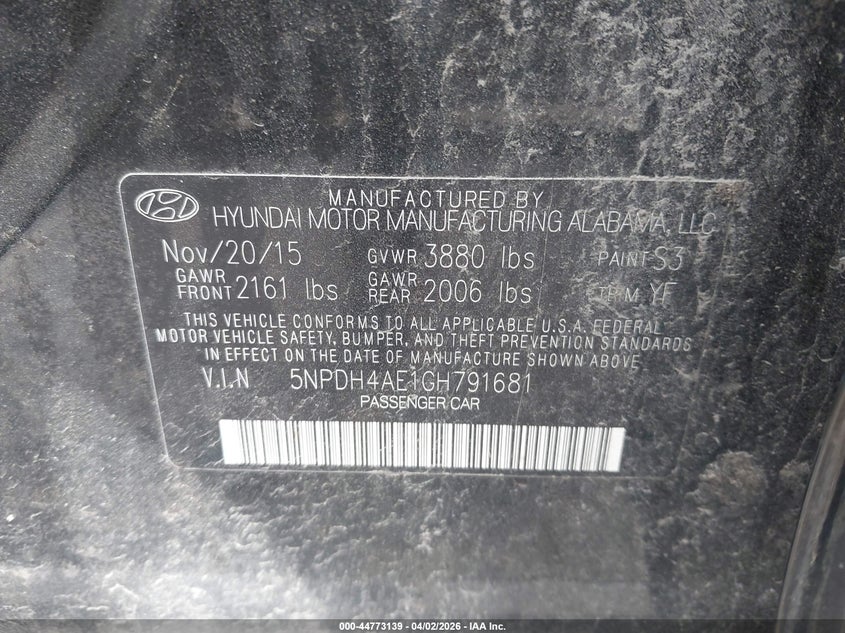 MANUFACTURED BY
HYUNDAI MOTOR MANUFACTURING ALABAMA, LLC
Nov/20/15 GVWR 3880 lbs PAINT S3
GAWR FRONT 2161 lbs GAWR REAR 2006 lbs TRIM YF
THIS VEHICLE CONFORMS TO ALL APPLICABLE U.S.A. FEDERAL
MOTOR VEHICLE SAFETY, BUMPER, AND THEFT PREVENTION STANDARDS
IN EFFECT ON THE DATE OF MANUFACTURE SHOWN ABOVE
V.I.N 5NPDH4AE1GH791681
PASSENGER CAR
000-44773139 - 04/02/2026 - IAA Inc.